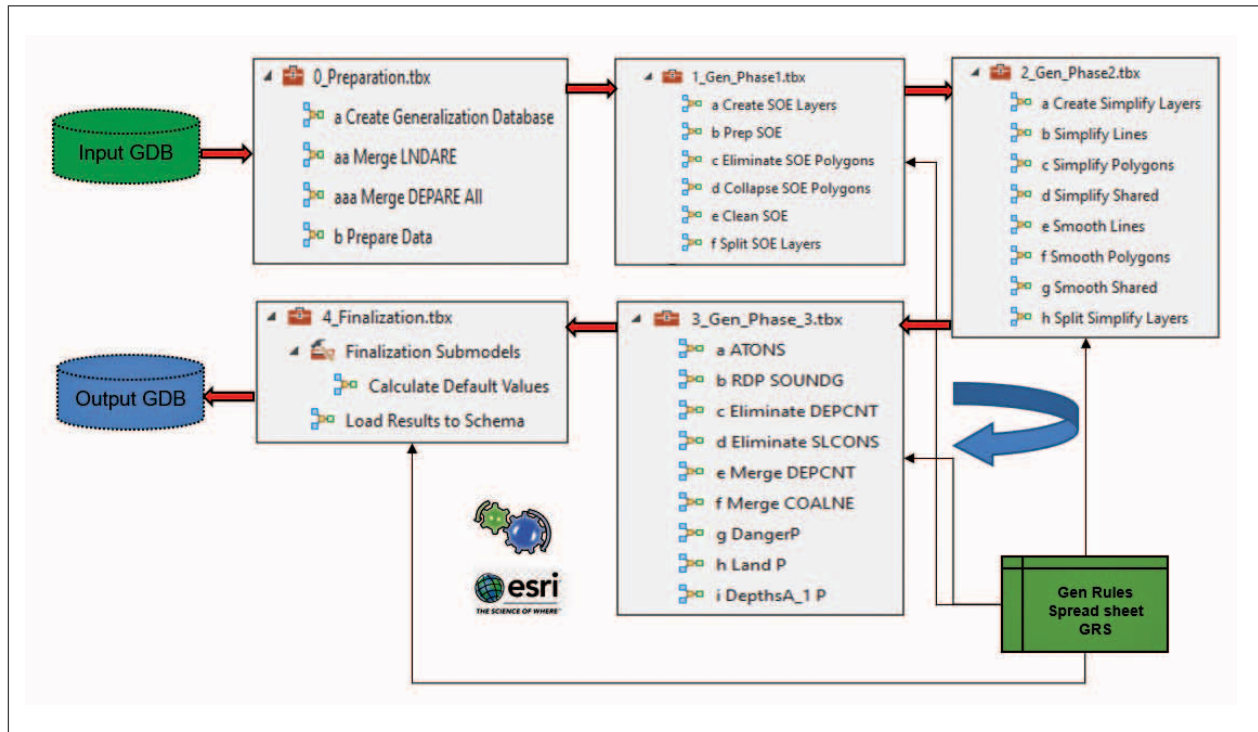 Input GDB
0_Preparation.tbx
a Create Generalization Database
aa Merge LNDARE
aaa Merge DEPARE All
b Prepare Data
1_Gen_Phase1.tbx
a Create SOE Layers
b Prep SOE
c Eliminate SOE Polygons
d Collapse SOE Polygons
e Clean SOE
f Split SOE Layers
2_Gen_Phase2.tbx
a Create Simplify Layers
b Simplify Lines
c Simplify Polygons
d Simplify Shared
e Smooth Lines
f Smooth Polygons
g Smooth Shared
h Split Simplify Layers
3_Gen_Phase_3.tbx
a ATONS
b RDP SOUNDG
c Eliminate DEPCNT
d Eliminate SLCONS
e Merge DEPCNT
f Merge COALNE
g DangerP
h Land P
i DepthsA_1 P
4_Finalization.tbx
Finalization Submodels
Calculate Default Values
Load Results to Schema
Output GDB
esri
THE SCIENCE OF WHERE™
Gen Rules
Spread sheet
GRS